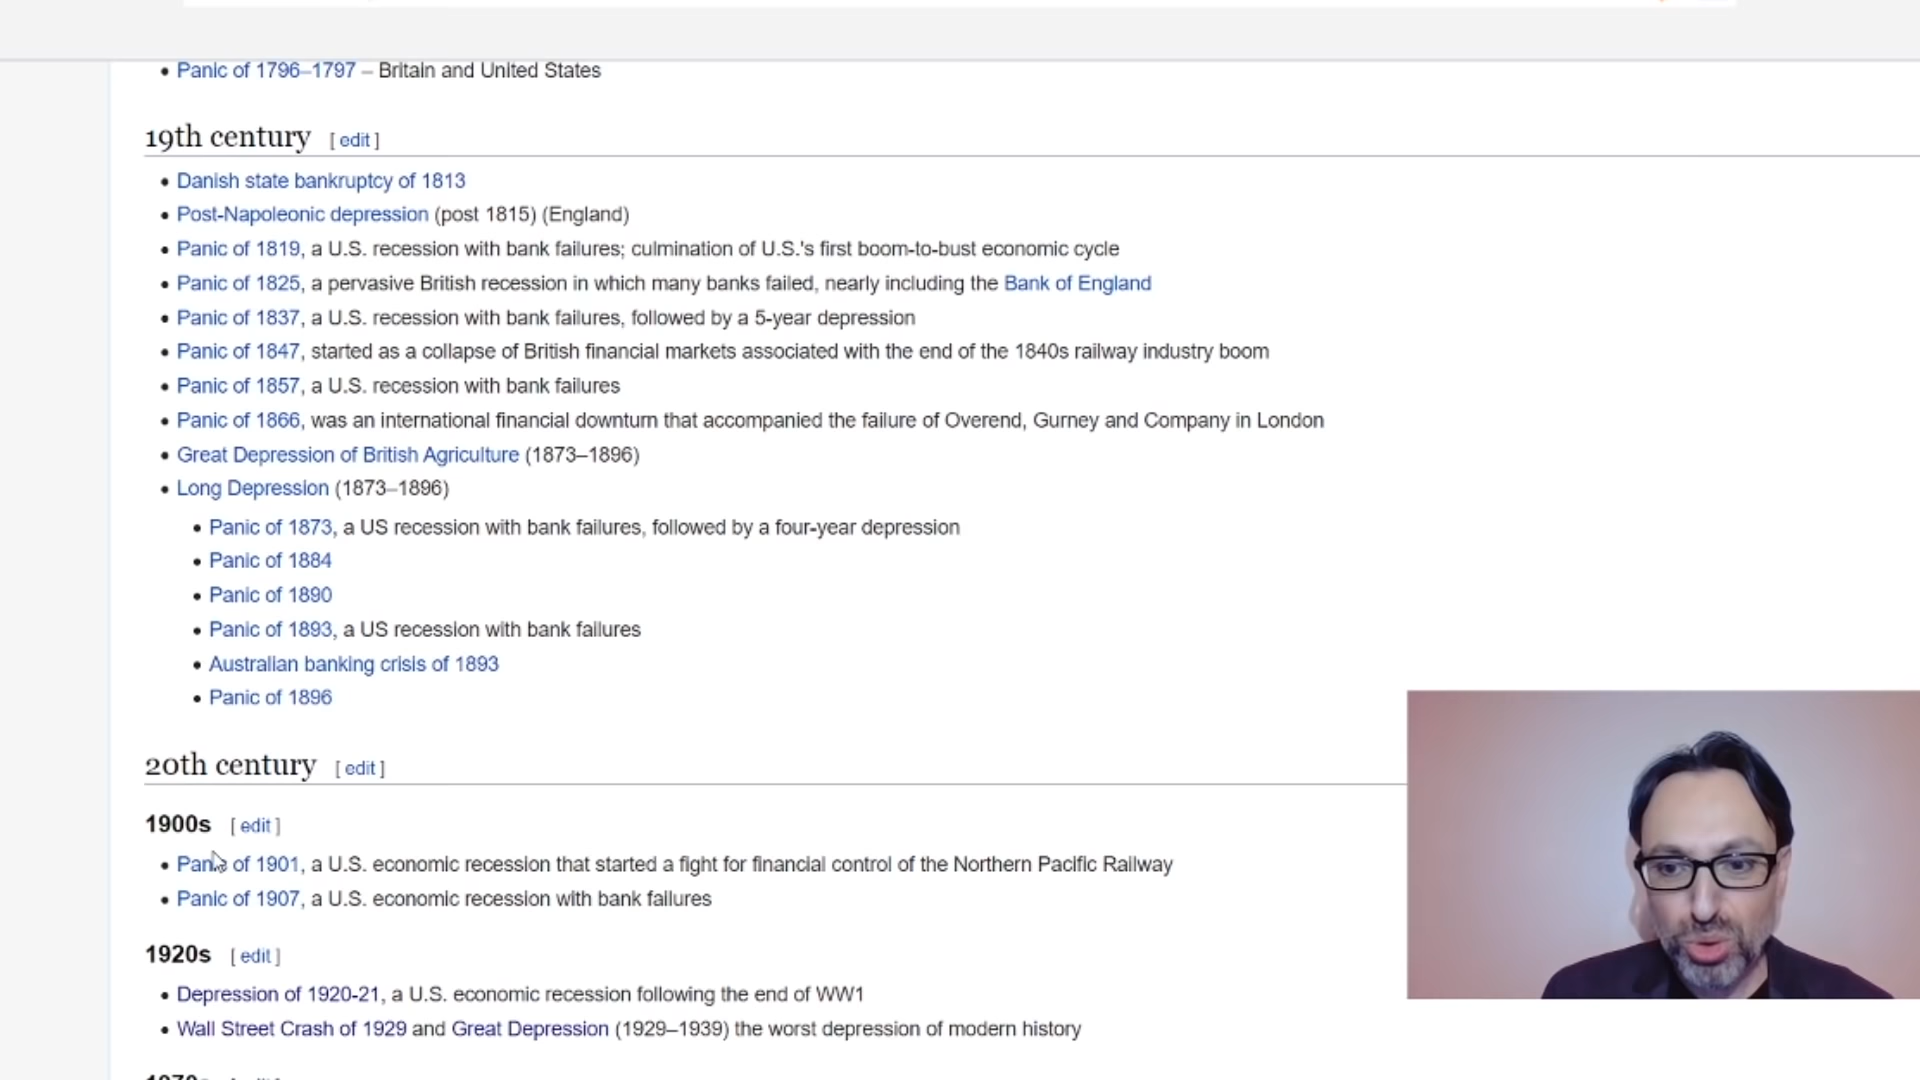 Panic of 1796–1797 – Britain and United States
19th century [ edit ]
Danish state bankruptcy of 1813
Post-Napoleonic depression (post 1815) (England)
Panic of 1819, a U.S. recession with bank failures; culmination of U.S.'s first boom-to-bust economic cycle
Panic of 1825, a pervasive British recession in which many banks failed, nearly including the Bank of England
Panic of 1837, a U.S. recession with bank failures, followed by a 5-year depression
Panic of 1847, started as a collapse of British financial markets associated with the end of the 1840s railway industry boom
Panic of 1857, a U.S. recession with bank failures
Panic of 1866, was an international financial downturn that accompanied the failure of Overend, Gurney and Company in London
Great Depression of British Agriculture (1873–1896)
Long Depression (1873–1896)
Panic of 1873, a US recession with bank failures, followed by a four-year depression
Panic of 1884
Panic of 1890
Panic of 1893, a US recession with bank failures
Australian banking crisis of 1893
Panic of 1896
20th century [ edit ]
1900s [ edit ]
Panic of 1901, a U.S. economic recession that started a fight for financial control of the Northern Pacific Railway
Panic of 1907, a U.S. economic recession with bank failures
1920s [ edit ]
Depression of 1920-21, a U.S. economic recession following the end of WW1
Wall Street Crash of 1929 and Great Depression (1929–1939) the worst depression of modern history